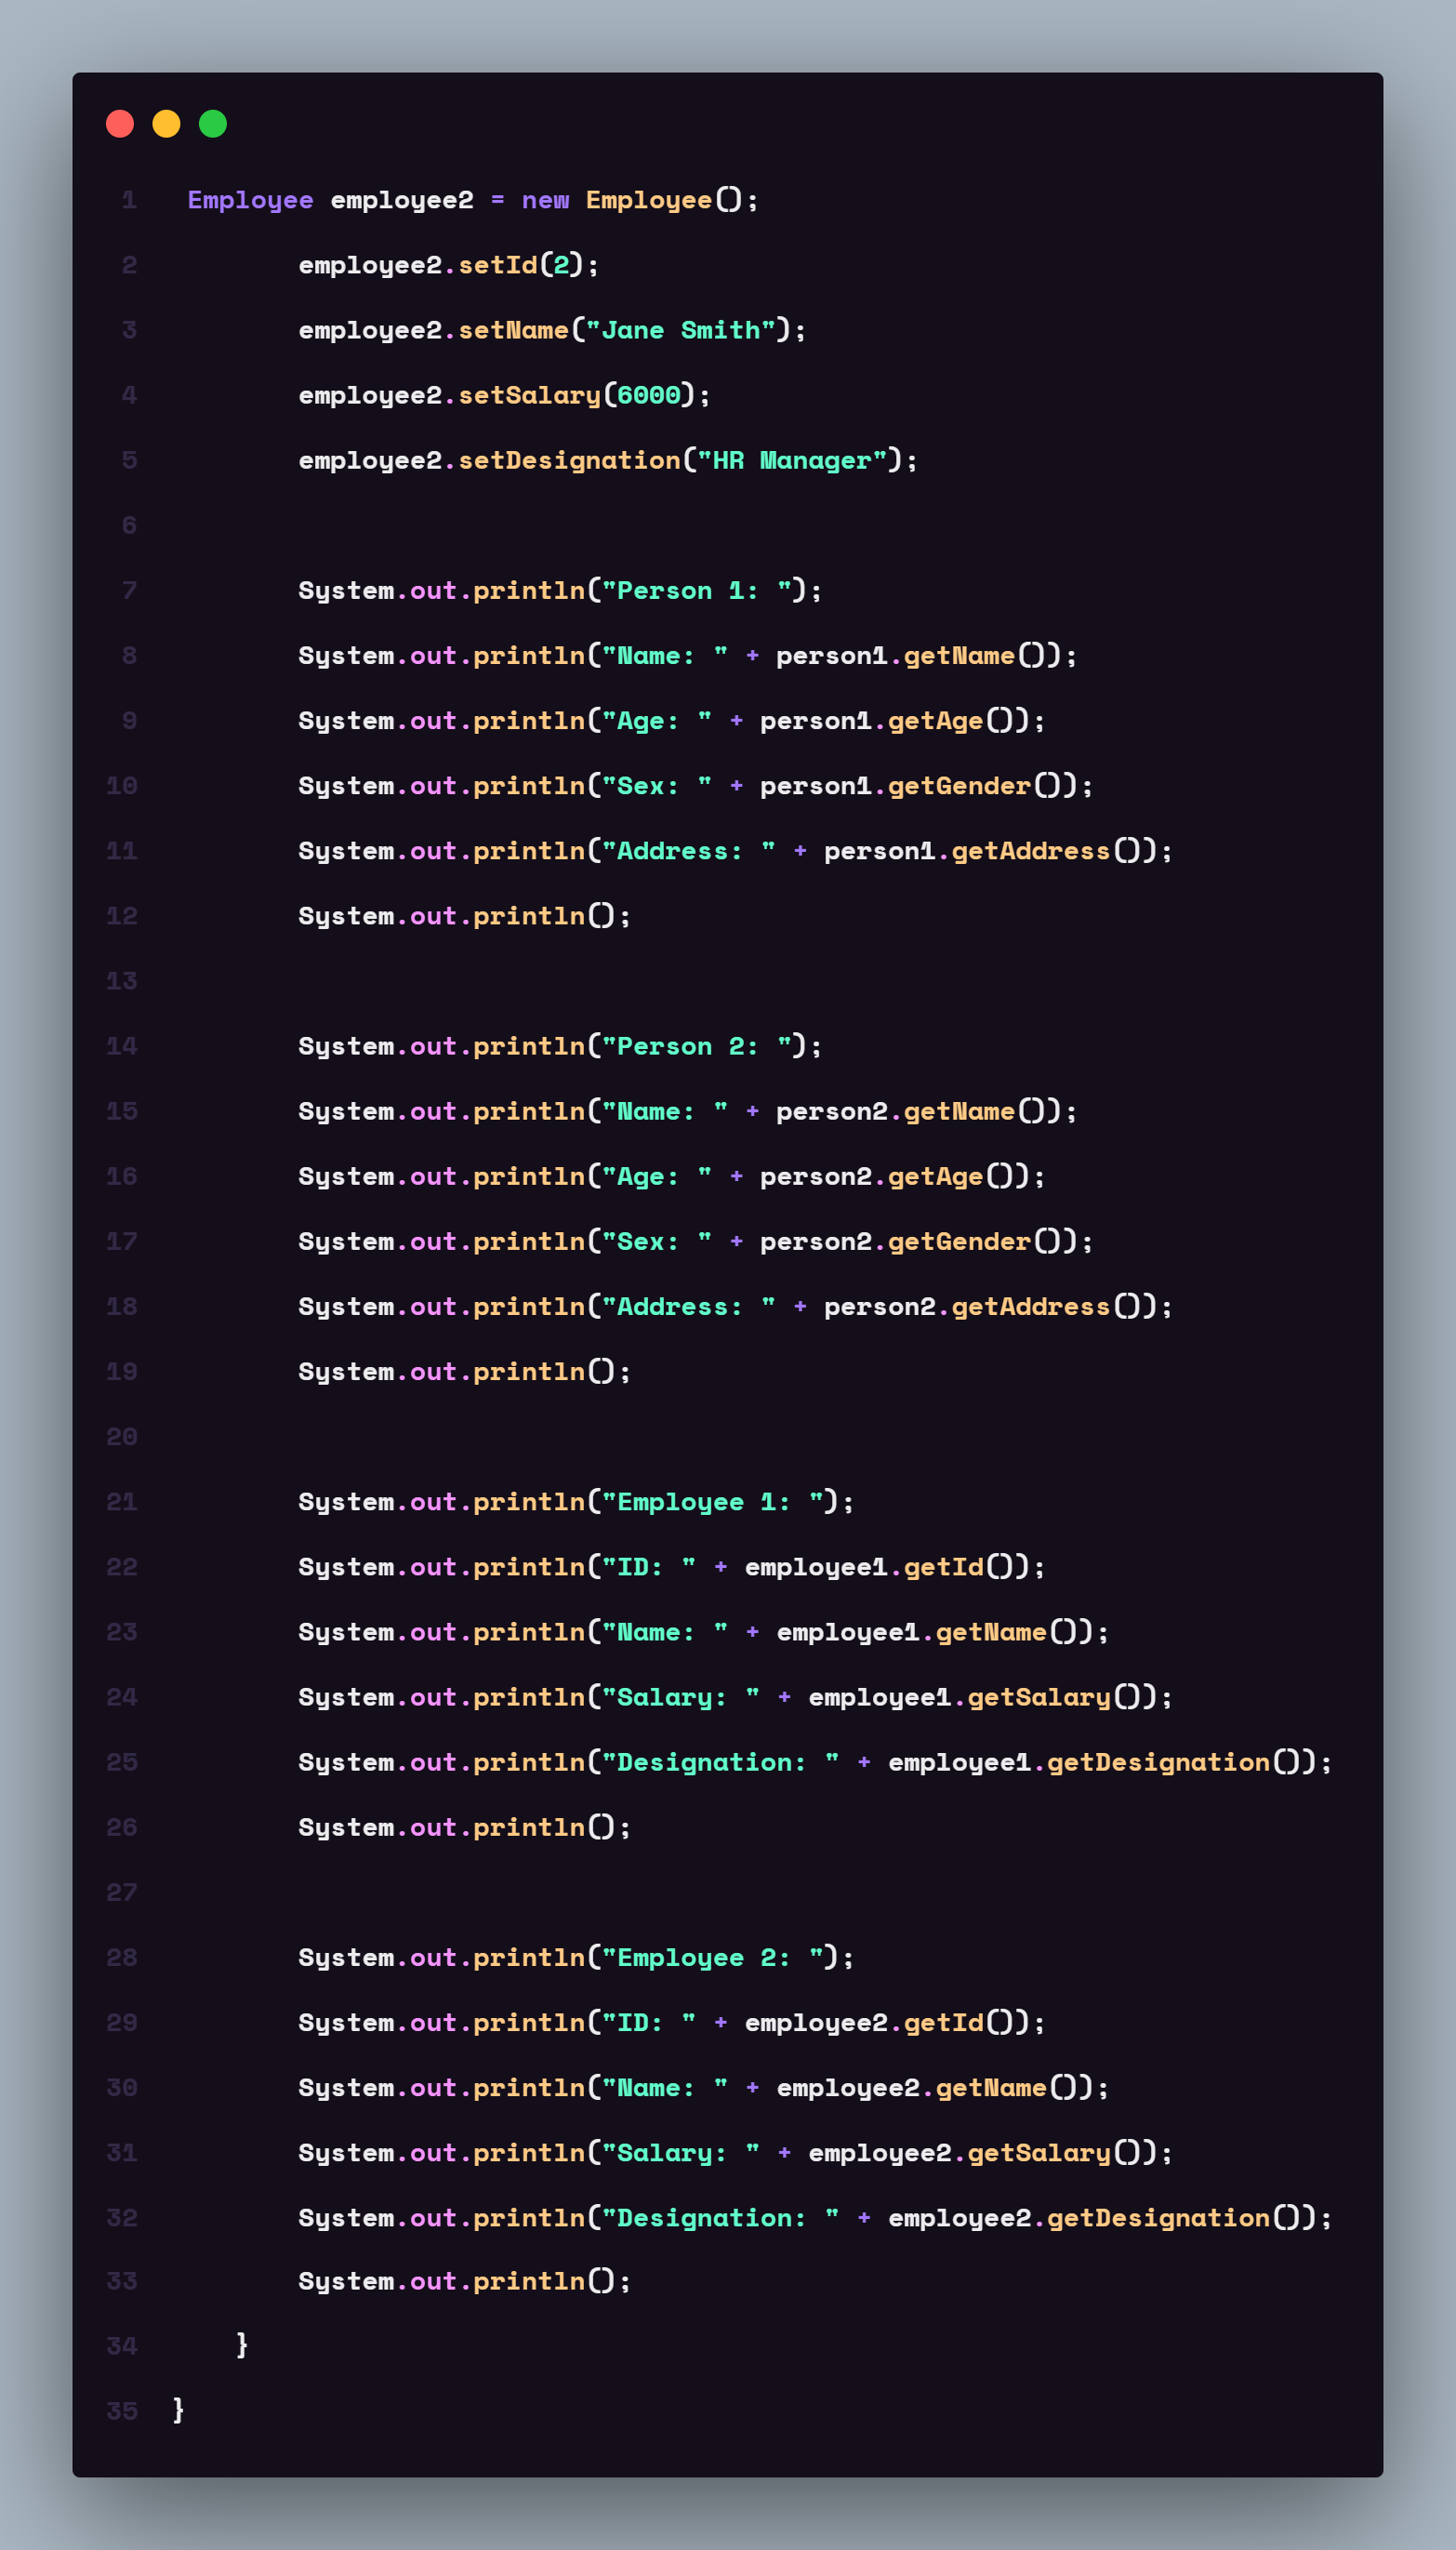 1 Employee employee2 = new Employee();
2 employee2.setId(2);
3 employee2.setName("Jane Smith");
4 employee2.setSalary(6000);
5 employee2.setDesignation("HR Manager");
6
7 System.out.println("Person 1: ");
8 System.out.println("Name: " + person1.getName());
9 System.out.println("Age: " + person1.getAge());
10 System.out.println("Sex: " + person1.getGender());
11 System.out.println("Address: " + person1.getAddress());
12 System.out.println();
13
14 System.out.println("Person 2: ");
15 System.out.println("Name: " + person2.getName());
16 System.out.println("Age: " + person2.getAge());
17 System.out.println("Sex: " + person2.getGender());
18 System.out.println("Address: " + person2.getAddress());
19 System.out.println();
20
21 System.out.println("Employee 1: ");
22 System.out.println("ID: " + employee1.getId());
23 System.out.println("Name: " + employee1.getName());
24 System.out.println("Salary: " + employee1.getSalary());
25 System.out.println("Designation: " + employee1.getDesignation());
26 System.out.println();
27
28 System.out.println("Employee 2: ");
29 System.out.println("ID: " + employee2.getId());
30 System.out.println("Name: " + employee2.getName());
31 System.out.println("Salary: " + employee2.getSalary());
32 System.out.println("Designation: " + employee2.getDesignation());
33 System.out.println();
34 }
35 }